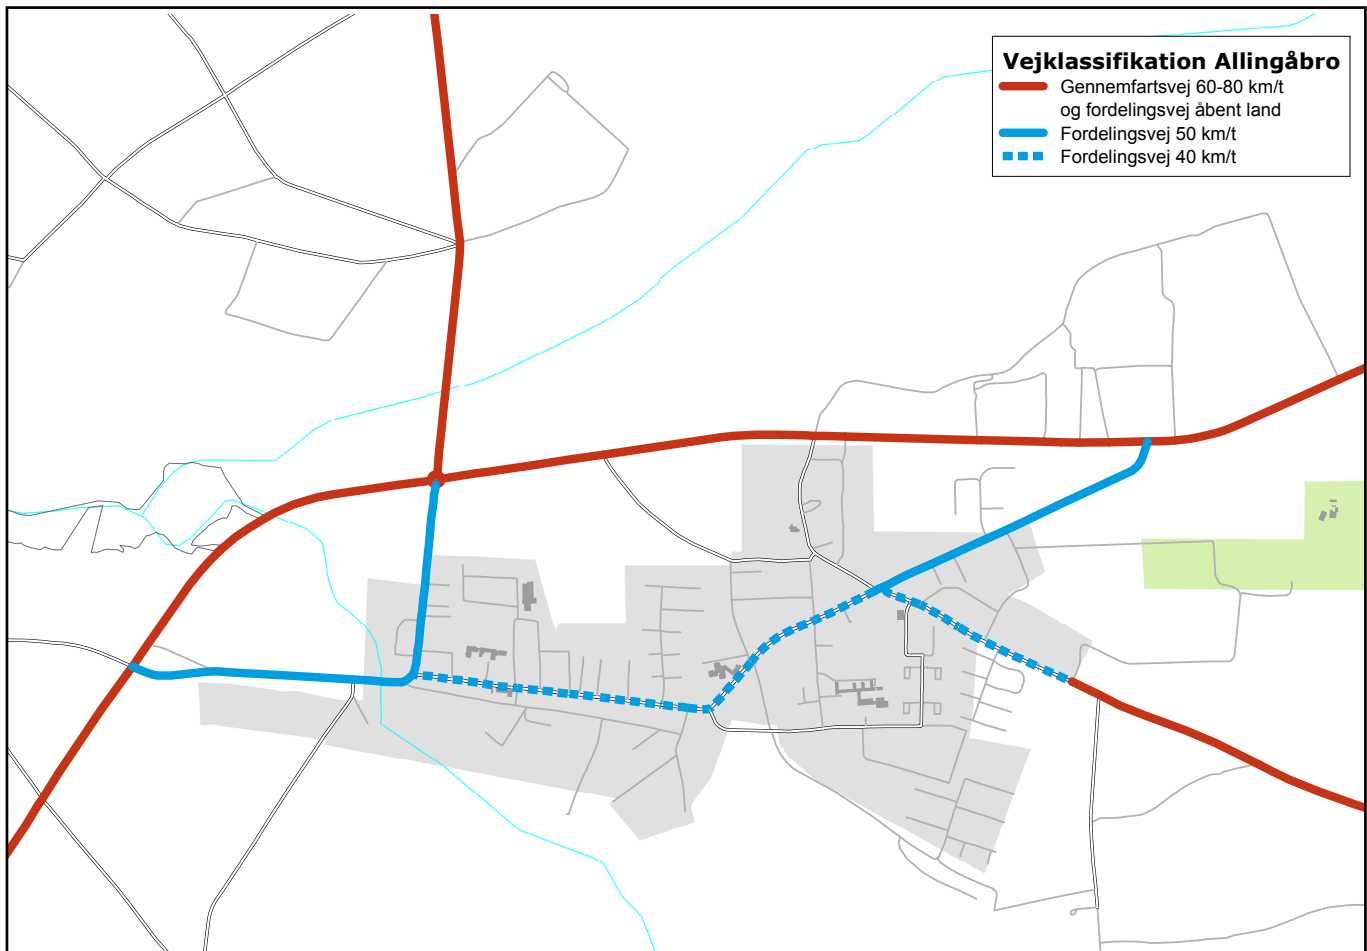 Vejklassifikation Allingåbro
Gennemfartsvej 60-80 km/t
og fordelingsvej åbent land
Fordelingsvej 50 km/t
Fordelingsvej 40 km/t